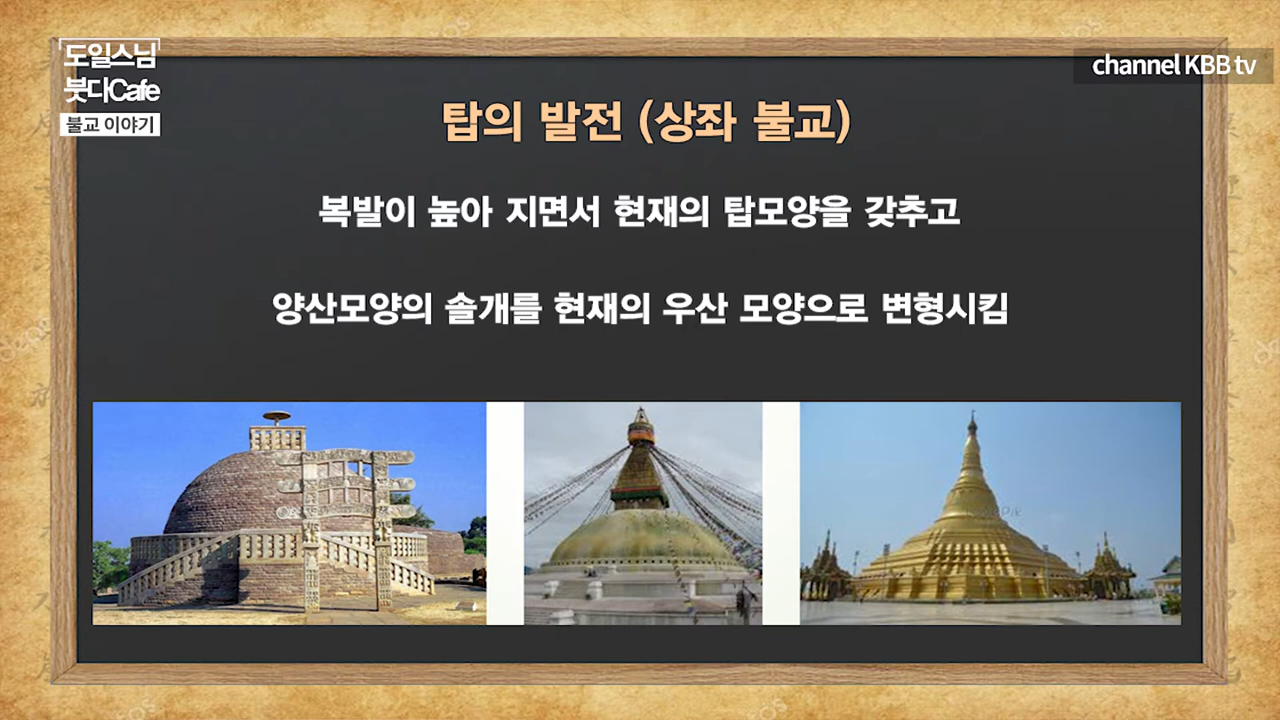 도일스님
붓다Cafe
불교 이야기
channel KBB tv
탑의 발전 (상좌 불교)
복발이 높아 지면서 현재의 탑모양을 갖추고
양산모양의 솔개를 현재의 우산 모양으로 변형시킴